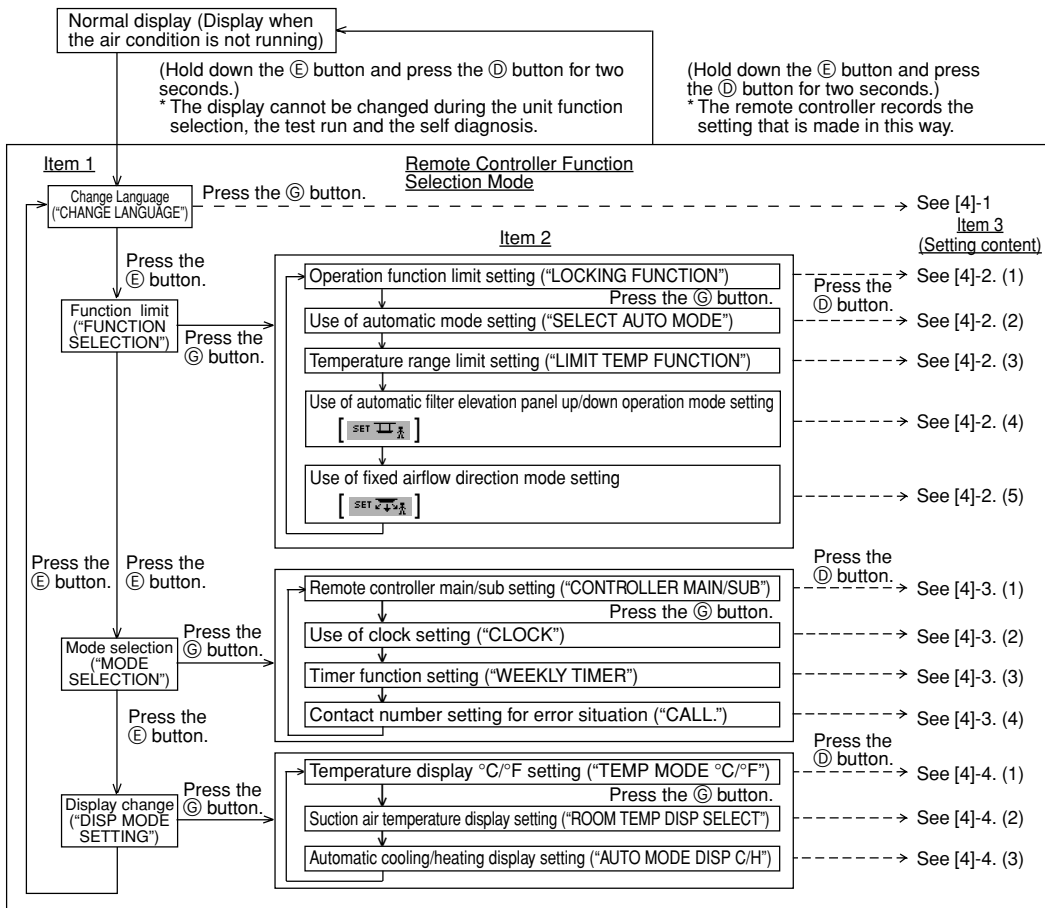 Normal display (Display when
the air condition is not running)
(Hold down the Ⓔ button and press the Ⓓ button for two
seconds.)
* The display cannot be changed during the unit function
selection, the test run and the self diagnosis.
(Hold down the Ⓔ button and press
the Ⓓ button for two seconds.)
* The remote controller records the
setting that is made in this way.
Item 1
Remote Controller Function
Selection Mode
Change Language
("CHANGE LANGUAGE")
Press the Ⓖ button.
See [4]-1
Item 3
(Setting content)
Item 2
Press the
Ⓔ button.
Function limit
("FUNCTION
SELECTION")
Press the
Ⓖ button.
Operation function limit setting ("LOCKING FUNCTION")
Press the Ⓖ button.
Press the
Ⓓ button.
See [4]-2. (1)
Use of automatic mode setting ("SELECT AUTO MODE")
See [4]-2. (2)
Temperature range limit setting ("LIMIT TEMP FUNCTION")
See [4]-2. (3)
Use of automatic filter elevation panel up/down operation mode setting
[ SET ]
See [4]-2. (4)
Use of fixed airflow direction mode setting
[ SET ]
See [4]-2. (5)
Press the
Ⓔ button.
Press the
Ⓔ button.
Mode selection
("MODE
SELECTION")
Press the
Ⓖ button.
Remote controller main/sub setting ("CONTROLLER MAIN/SUB")
Press the Ⓖ button.
Press the
Ⓓ button.
See [4]-3. (1)
Use of clock setting ("CLOCK")
See [4]-3. (2)
Timer function setting ("WEEKLY TIMER")
See [4]-3. (3)
Contact number setting for error situation ("CALL.")
See [4]-3. (4)
Press the
Ⓔ button.
Display change
("DISP MODE
SETTING")
Press the
Ⓖ button.
Temperature display °C/°F setting ("TEMP MODE °C/°F")
Press the Ⓖ button.
Press the
Ⓓ button.
See [4]-4. (1)
Suction air temperature display setting ("ROOM TEMP DISP SELECT")
See [4]-4. (2)
Automatic cooling/heating display setting ("AUTO MODE DISP C/H")
See [4]-4. (3)